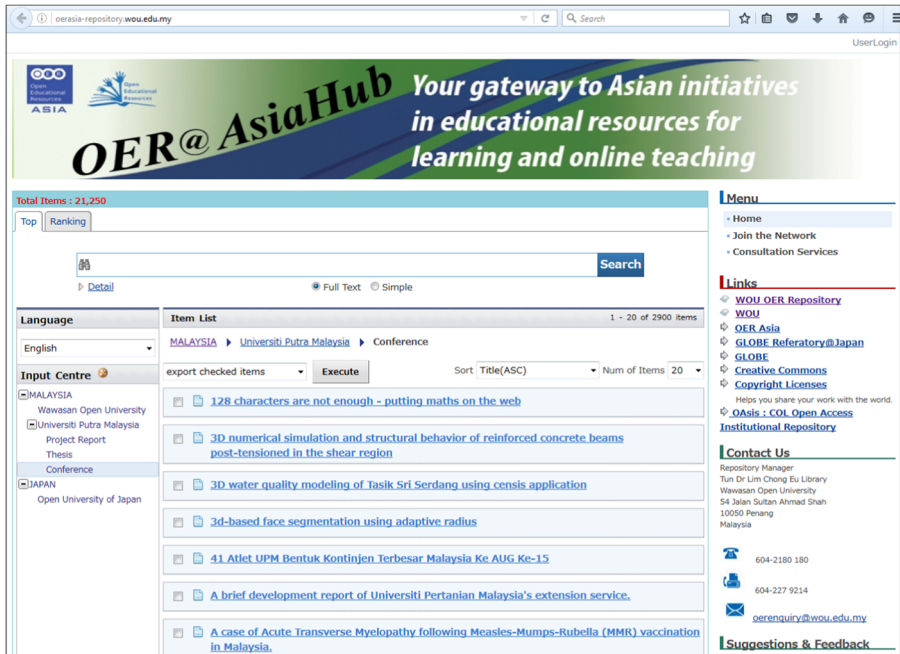 oerasia-repository.wou.edu.my
Search
UserLogin
Open
Educational
Resources
ASIA
Open
Educational
Resources
OER@ AsiaHub
Your gateway to Asian initiatives
in educational resources for
learning and online teaching
Total Items : 21,250
Top
Ranking
Search
Detail
Full Text
Simple
Language
English
Input Centre
MALAYSIA
Wawasan Open University
Universiti Putra Malaysia
Project Report
Thesis
Conference
JAPAN
Open University of Japan
Item List
1 - 20 of 2900 items
MALAYSIA Universiti Putra Malaysia Conference
export checked items
Execute
Sort Title(ASC)
Num of Items 20
128 characters are not enough - putting maths on the web
3D numerical simulation and structural behavior of reinforced concrete beams
post-tensioned in the shear region
3D water quality modeling of Tasik Sri Serdang using censis application
3d-based face segmentation using adaptive radius
41 Atlet UPM Bentuk Kontinjen Terbesar Malaysia Ke AUG Ke-15
A brief development report of Universiti Pertanian Malaysia's extension service.
A case of Acute Transverse Myelopathy following Measles-Mumps-Rubella (MMR) vaccination
in Malaysia.
Menu
Home
Join the Network
Consultation Services
Links
WOU OER Repository
WOU
OER Asia
GLOBE Referatory@Japan
GLOBE
Creative Commons
Copyright Licenses
Helps you share your work with the world.
OAsis : COL Open Access
Institutional Repository
Contact Us
Repository Manager
Tun Dr Lim Chong Eu Library
Wawasan Open University
54 Jalan Sultan Ahmad Shah
10050 Penang
Malaysia
604-2180 180
604-227 9214
oerenquiry@wou.edu.my
Suggestions & Feedback